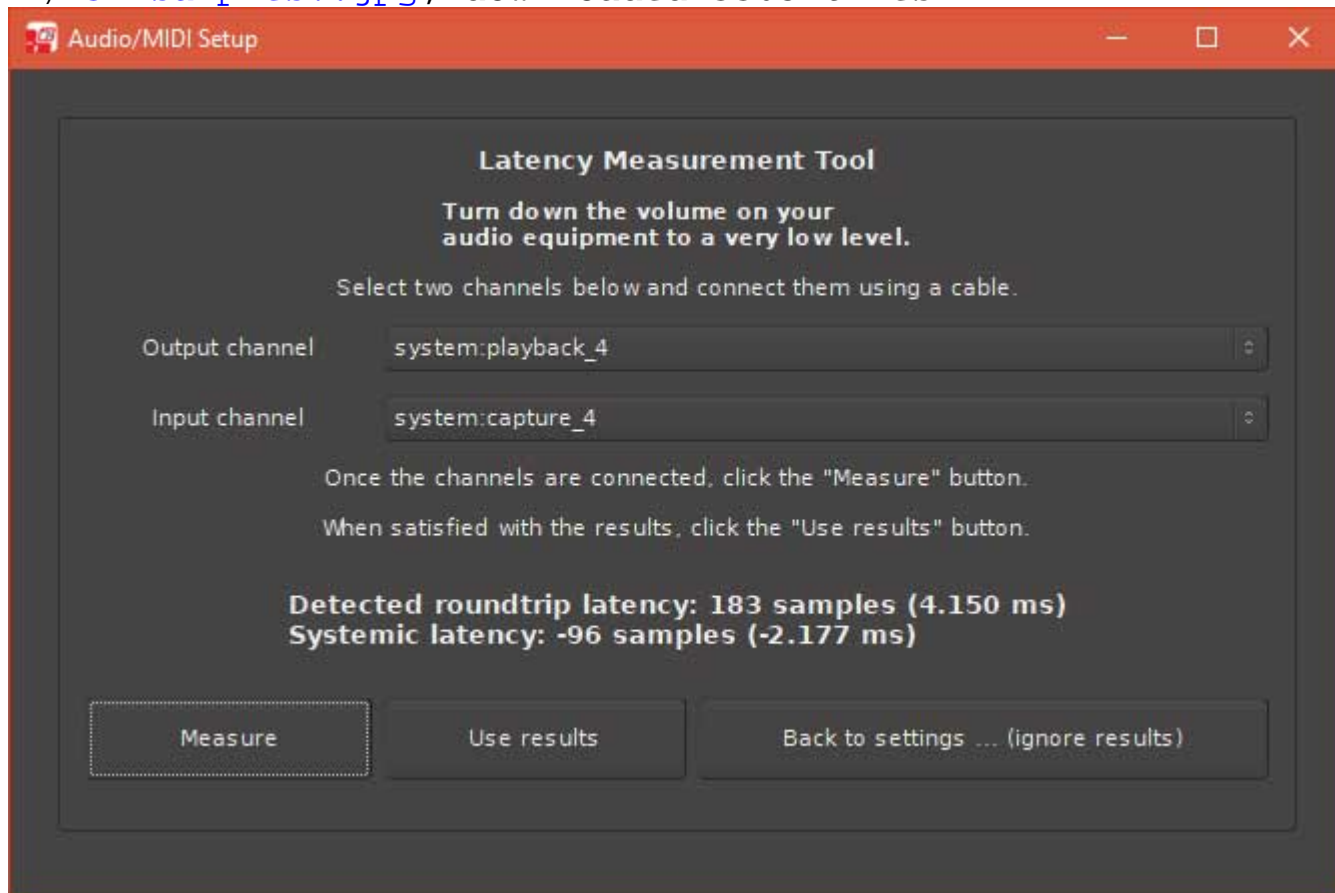 Audio/MIDI Setup
Latency Measurement Tool
Turn down the volume on your
audio equipment to a very low level.
Select two channels below and connect them using a cable.
Output channel system:playback_4
Input channel system:capture_4
Once the channels are connected, click the "Measure" button.
When satisfied with the results, click the "Use results" button.
Detected roundtrip latency: 183 samples (4.150 ms)
Systemic latency: -96 samples (-2.177 ms)
Measure Use results Back to settings ... (ignore results)